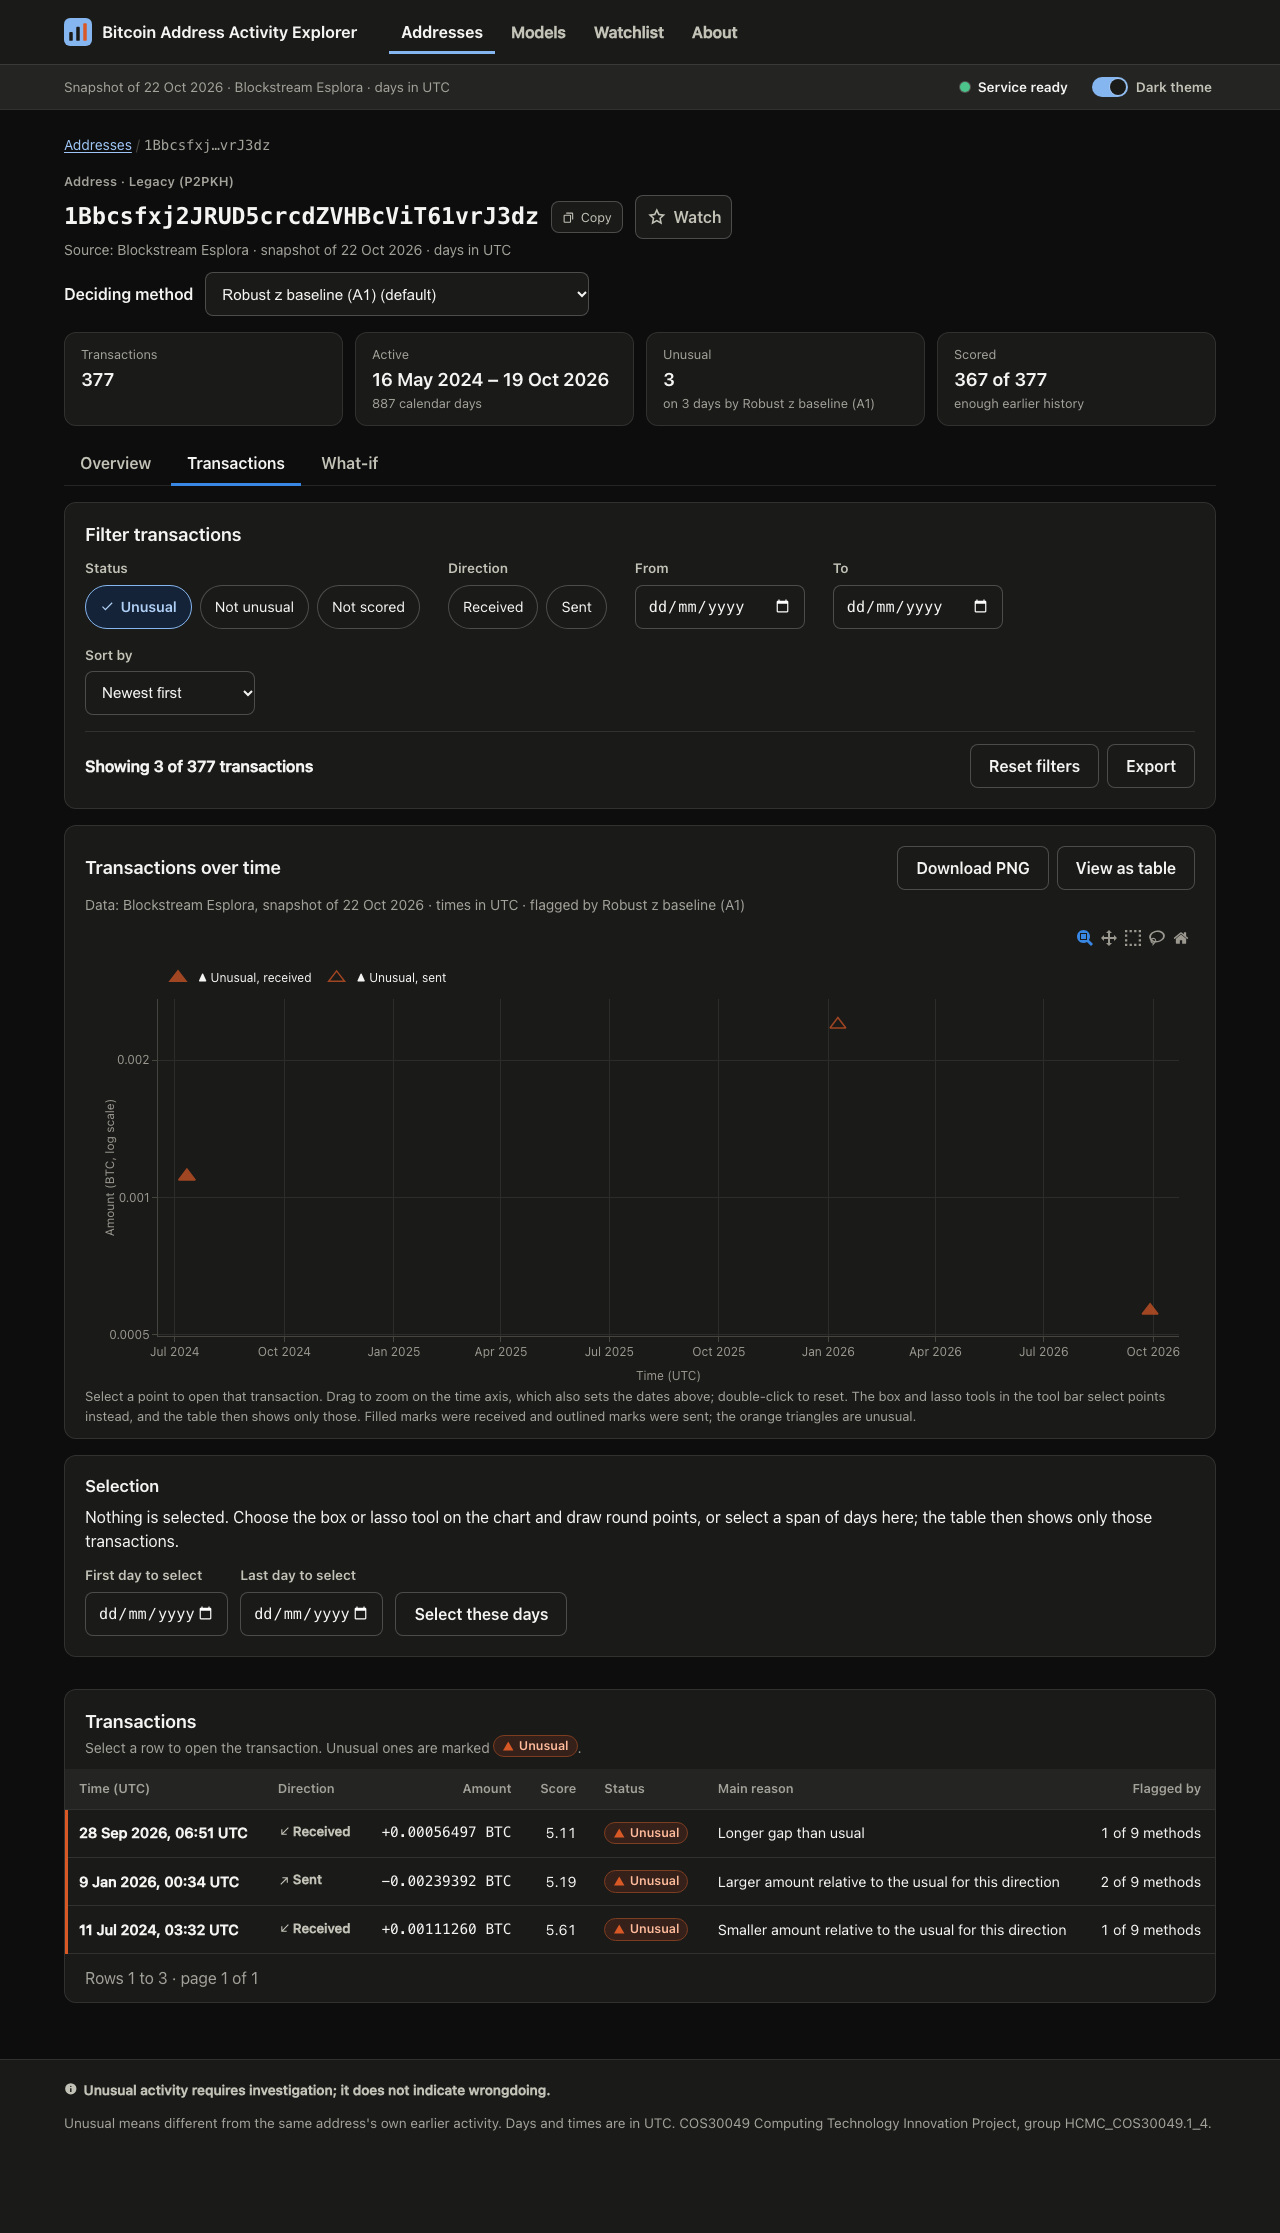 Bitcoin Address Activity Explorer
Addresses
Models
Watchlist
About
Snapshot of 22 Oct 2026 · Blockstream Esplora · days in UTC
Service ready
Dark theme
Addresses / 1Bbcsfxj…vrJ3dz
Address · Legacy (P2PKH)
1Bbcsfxj2JRUD5crcdZVHBcViT61vrJ3dz
Copy
Watch
Source: Blockstream Esplora · snapshot of 22 Oct 2026 · days in UTC
Deciding method
Robust z baseline (A1) (default)
Transactions
377
Active
16 May 2024 – 19 Oct 2026
887 calendar days
Unusual
3
on 3 days by Robust z baseline (A1)
Scored
367 of 377
enough earlier history
Overview
Transactions
What-if
Filter transactions
Status
Unusual
Not unusual
Not scored
Direction
Received
Sent
From
dd/mm/yyyy
To
dd/mm/yyyy
Sort by
Newest first
Showing 3 of 377 transactions
Reset filters
Export
Transactions over time
Download PNG
View as table
Data: Blockstream Esplora, snapshot of 22 Oct 2026 · times in UTC · flagged by Robust z baseline (A1)
▲ Unusual, received
▲ Unusual, sent
Amount (BTC, log scale)
0.002
0.001
0.0005
Jul 2024
Oct 2024
Jan 2025
Apr 2025
Jul 2025
Oct 2025
Jan 2026
Apr 2026
Jul 2026
Oct 2026
Time (UTC)
Select a point to open that transaction. Drag to zoom on the time axis, which also sets the dates above; double-click to reset. The box and lasso tools in the tool bar select points
instead, and the table then shows only those. Filled marks were received and outlined marks were sent; the orange triangles are unusual.
Selection
Nothing is selected. Choose the box or lasso tool on the chart and draw round points, or select a span of days here; the table then shows only those
transactions.
First day to select
dd/mm/yyyy
Last day to select
dd/mm/yyyy
Select these days
Transactions
Select a row to open the transaction. Unusual ones are marked ▲ Unusual.
Time (UTC) Direction Amount Score Status Main reason Flagged by
28 Sep 2026, 06:51 UTC ↙ Received +0.00056497 BTC 5.11 ▲ Unusual Longer gap than usual 1 of 9 methods
9 Jan 2026, 00:34 UTC ↗ Sent −0.00239392 BTC 5.19 ▲ Unusual Larger amount relative to the usual for this direction 2 of 9 methods
11 Jul 2024, 03:32 UTC ↙ Received +0.00111260 BTC 5.61 ▲ Unusual Smaller amount relative to the usual for this direction 1 of 9 methods
Rows 1 to 3 · page 1 of 1
Unusual activity requires investigation; it does not indicate wrongdoing.
Unusual means different from the same address's own earlier activity. Days and times are in UTC. COS30049 Computing Technology Innovation Project, group HCMC_COS30049.1_4.